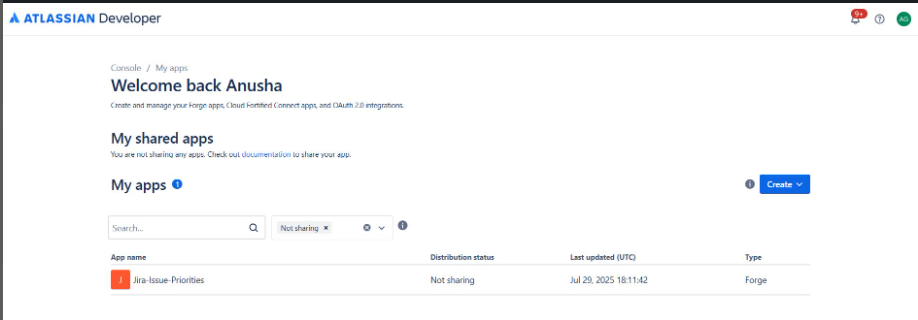 ATLASSIAN Developer
9+
AG
Console / My apps
Welcome back Anusha
Create and manage your Forge apps, Cloud Fortified Connect apps, and OAuth 2.0 integrations.
My shared apps
You are not sharing any apps. Check out documentation to share your app.
My apps 1
Create
Search...
Not sharing
App name Distribution status Last updated (UTC) Type
J Jira-Issue-Priorities Not sharing Jul 29, 2025 18:11:42 Forge